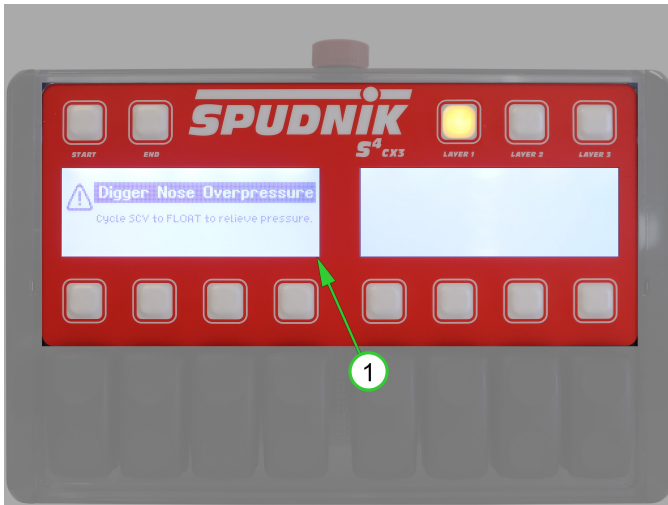 SPUDNIK
S4 CX3
START
END
LAYER 1
LAYER 2
LAYER 3
Digger Nose Overpressure
Cycle SCV to FLOAT to relieve pressure.
1